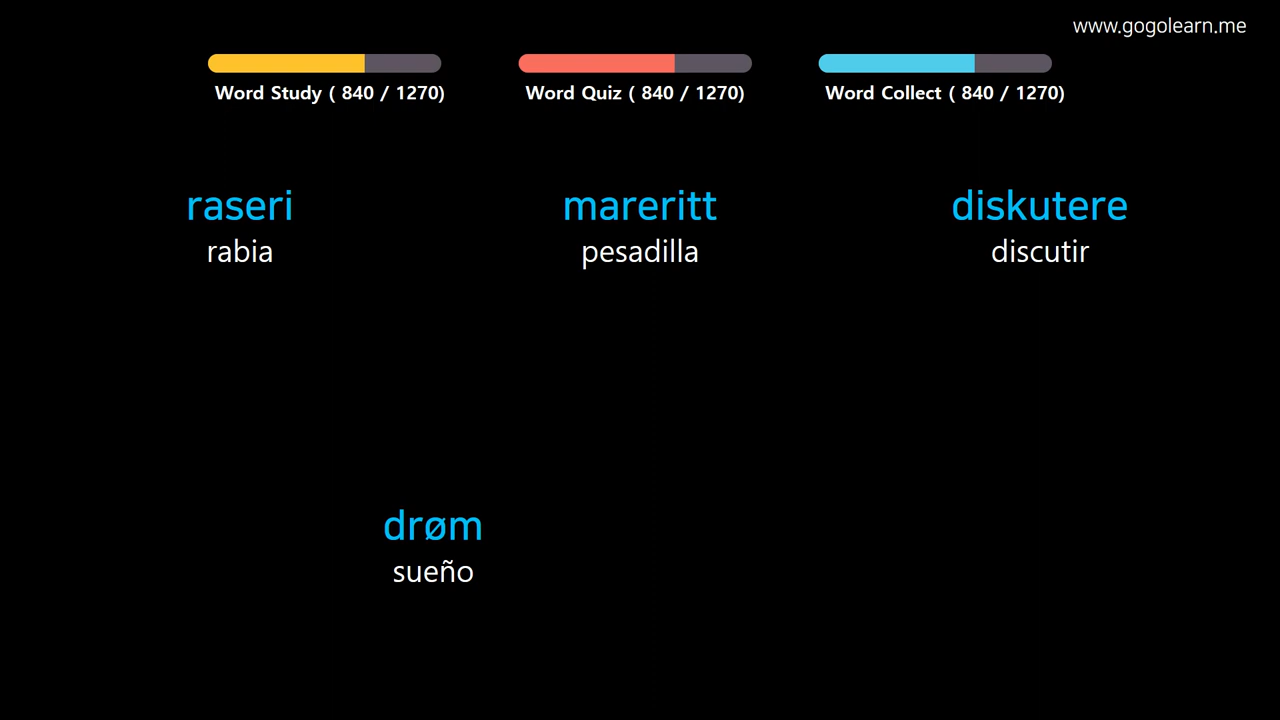 www.gogolearn.me
Word Study ( 840 / 1270)
Word Quiz ( 840 / 1270)
Word Collect ( 840 / 1270)
raseri
rabia
mareritt
pesadilla
diskutere
discutir
drøm
sueño